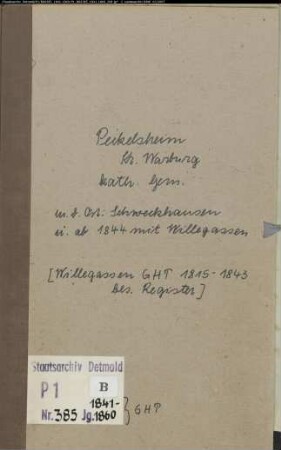 Peckelsheim
Kr. Warburg
kath. Gem.
m. d. Ort. Schweckhausen
u. ab 1844 mit Willegassen
[Willegassen GHT 1815-1843
bes. Register]
Staatsarchiv Detmold
P 1
B
1841-
Nr. 385 Jg. 1860
} GHT